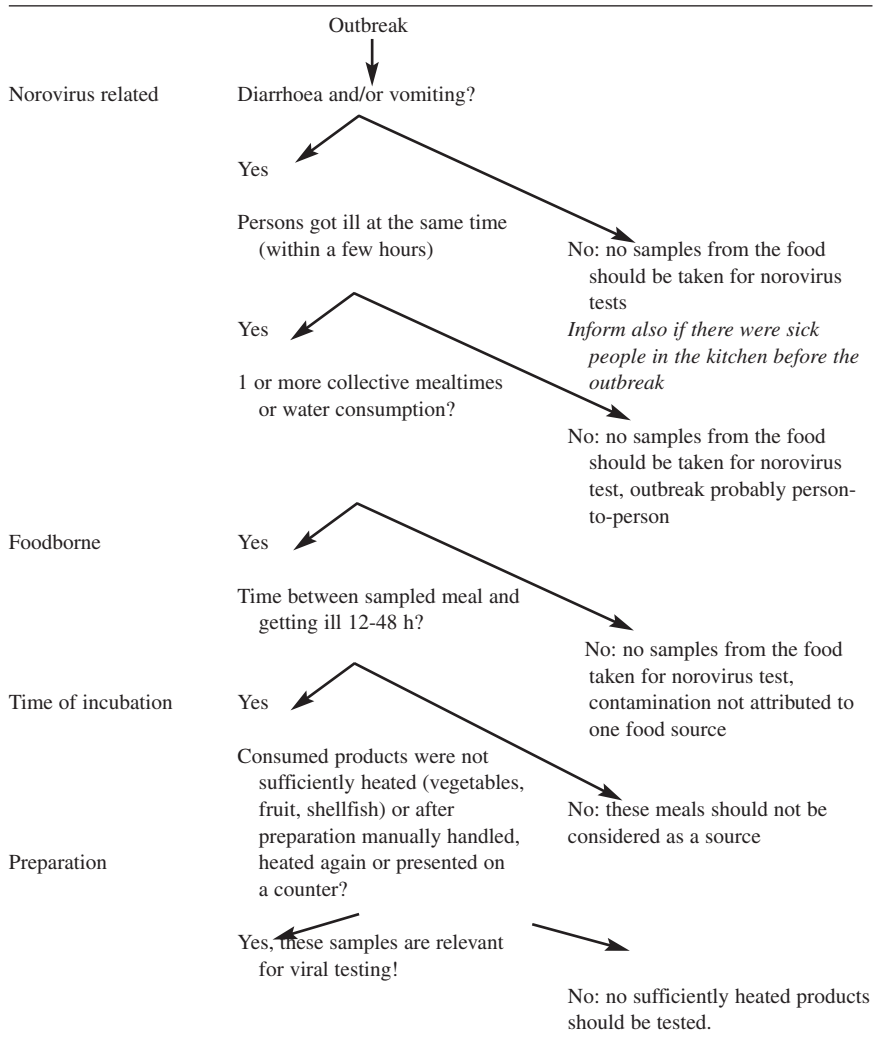 Outbreak
Norovirus related
Diarrhoea and/or vomiting?
Yes
Persons got ill at the same time
(within a few hours)
No: no samples from the food
should be taken for norovirus
tests
Inform also if there were sick
people in the kitchen before the
outbreak
Yes
1 or more collective mealtimes
or water consumption?
No: no samples from the food
should be taken for norovirus
test, outbreak probably person-
to-person
Foodborne
Yes
Time between sampled meal and
getting ill 12-48 h?
No: no samples from the food
taken for norovirus test,
contamination not attributed to
one food source
Time of incubation
Yes
Consumed products were not
sufficiently heated (vegetables,
fruit, shellfish) or after
preparation manually handled,
heated again or presented on
a counter?
No: these meals should not be
considered as a source
Preparation
Yes, these samples are relevant
for viral testing!
No: no sufficiently heated products
should be tested.